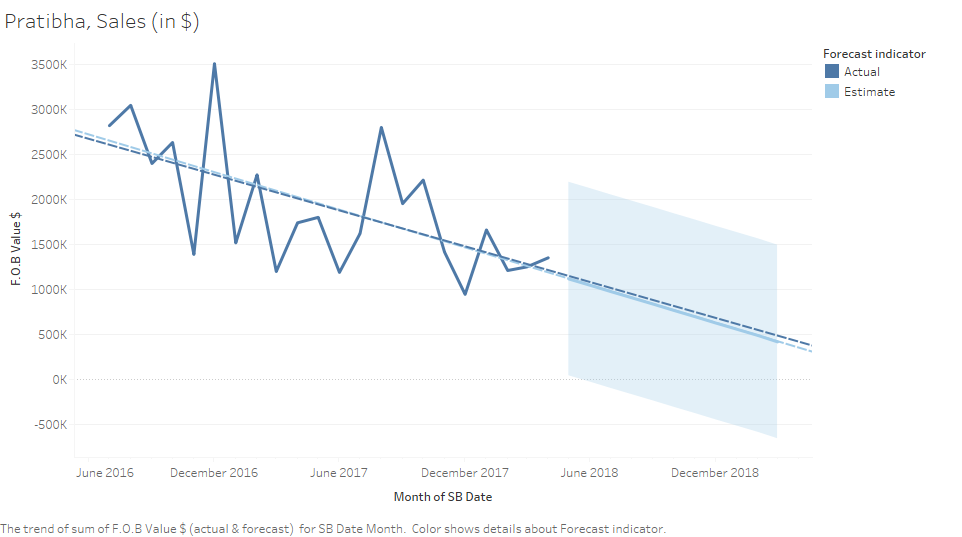 Pratibha, Sales (in $)
Forecast indicator
Actual
Estimate
3500K
3000K
2500K
2000K
1500K
1000K
500K
0K
-500K
F.O.B Value $
June 2016
December 2016
June 2017
December 2017
June 2018
December 2018
Month of SB Date
The trend of sum of F.O.B Value $ (actual & forecast) for SB Date Month. Color shows details about Forecast indicator.